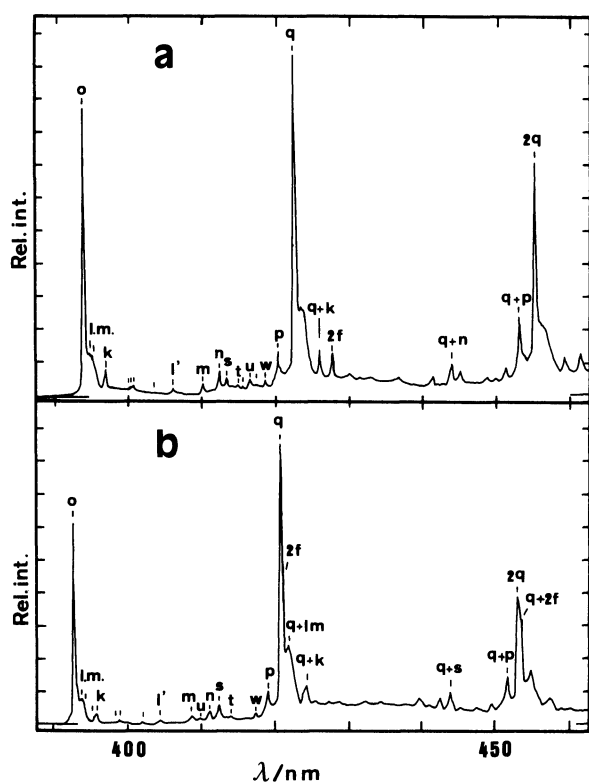 a
Rel. int.
o
l.m.
k
l'
m
n
s
t
u
w
p
q
q+k
2f
q+n
q+p
2q
b
Rel. int.
o
l.m.
k
l'
m
u
n
s
t
w
p
q
2f
q+lm
q+k
q+s
q+p
2q
q+2f
400
450
λ/nm